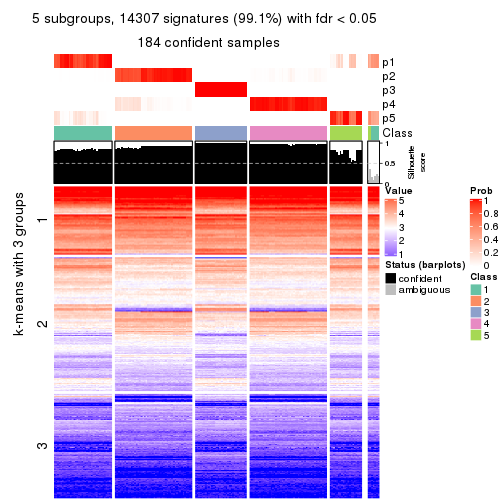 5 subgroups, 14307 signatures (99.1%) with fdr < 0.05
184 confident samples
p1
p2
p3
p4
p5
Class
1
0.5
0
Silhouette
score
k-means with 3 groups
1
2
3
Value
5
4
3
2
1
Status (barplots)
confident
ambiguous
Prob
1
0.8
0.6
0.4
0.2
0
Class
1
2
3
4
5